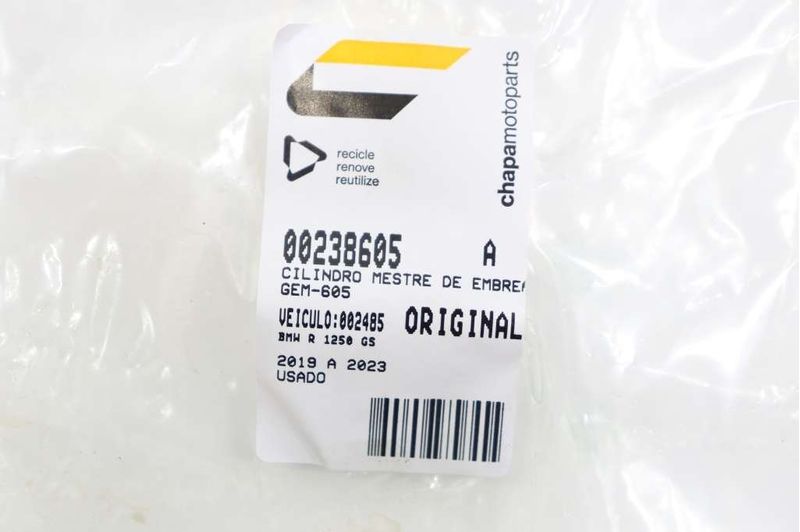 chapamotoparts
recicle
renove
reutilize
00238605 A
CILINDRO MESTRE DE EMBREA
GEM-605
VEICULO:002485 ORIGINAL
BMW R 1250 GS
2019 A 2023
USADO